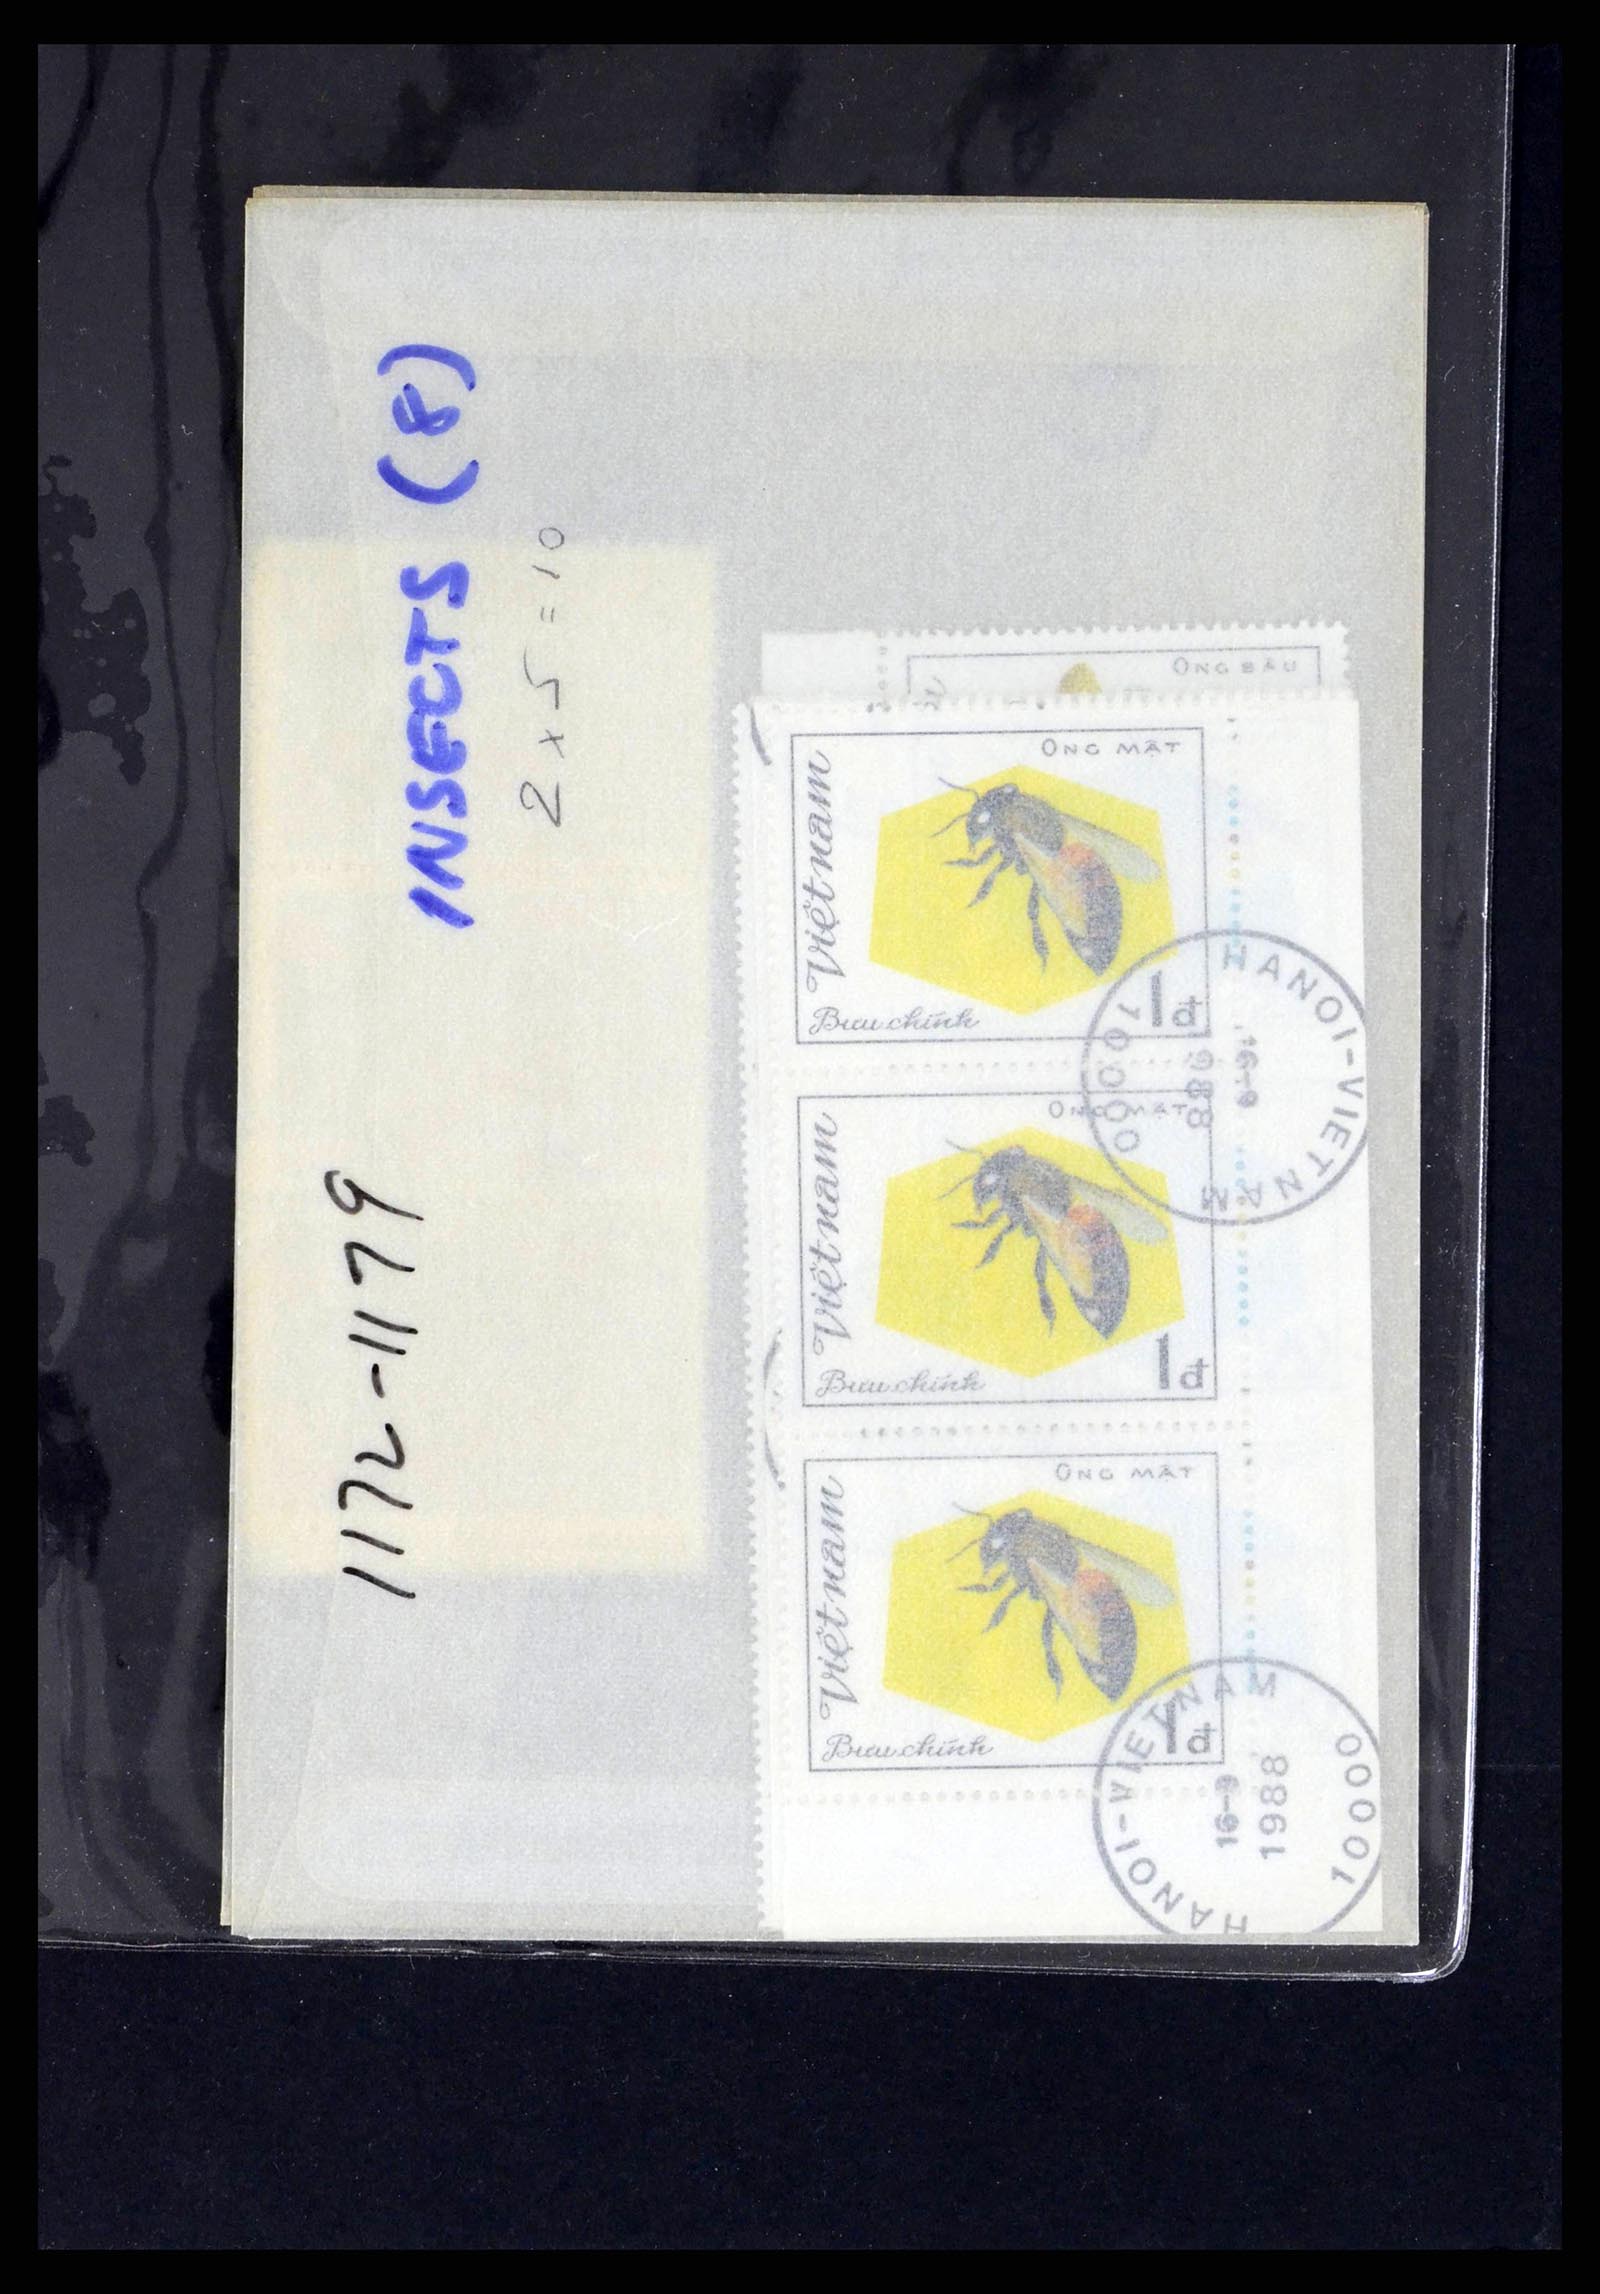 INSECTS (8)
2 x 5 = 10
1172-1179
ONG BẦU
ONG MẬT
Việt nam
Bưu chính
1đ
HANOI-VIETNAM
16-9
1988
10000
ONG MẬT
Việt nam
Bưu chính
1đ
ONG MẬT
Việt nam
Bưu chính
1đ
HANOI-VIETNAM
16-9
1988
10000